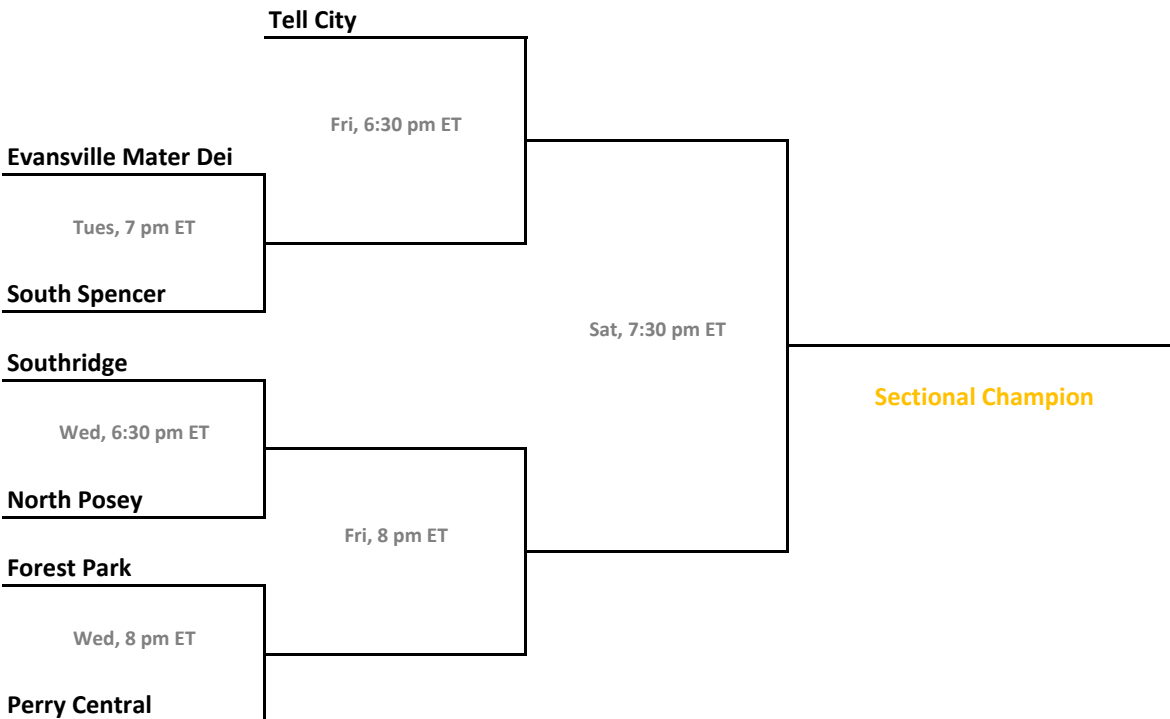 Tell City
Fri, 6:30 pm ET
Evansville Mater Dei
Tues, 7 pm ET
South Spencer
Sat, 7:30 pm ET
Southridge
Sectional Champion
Wed, 6:30 pm ET
North Posey
Fri, 8 pm ET
Forest Park
Wed, 8 pm ET
Perry Central